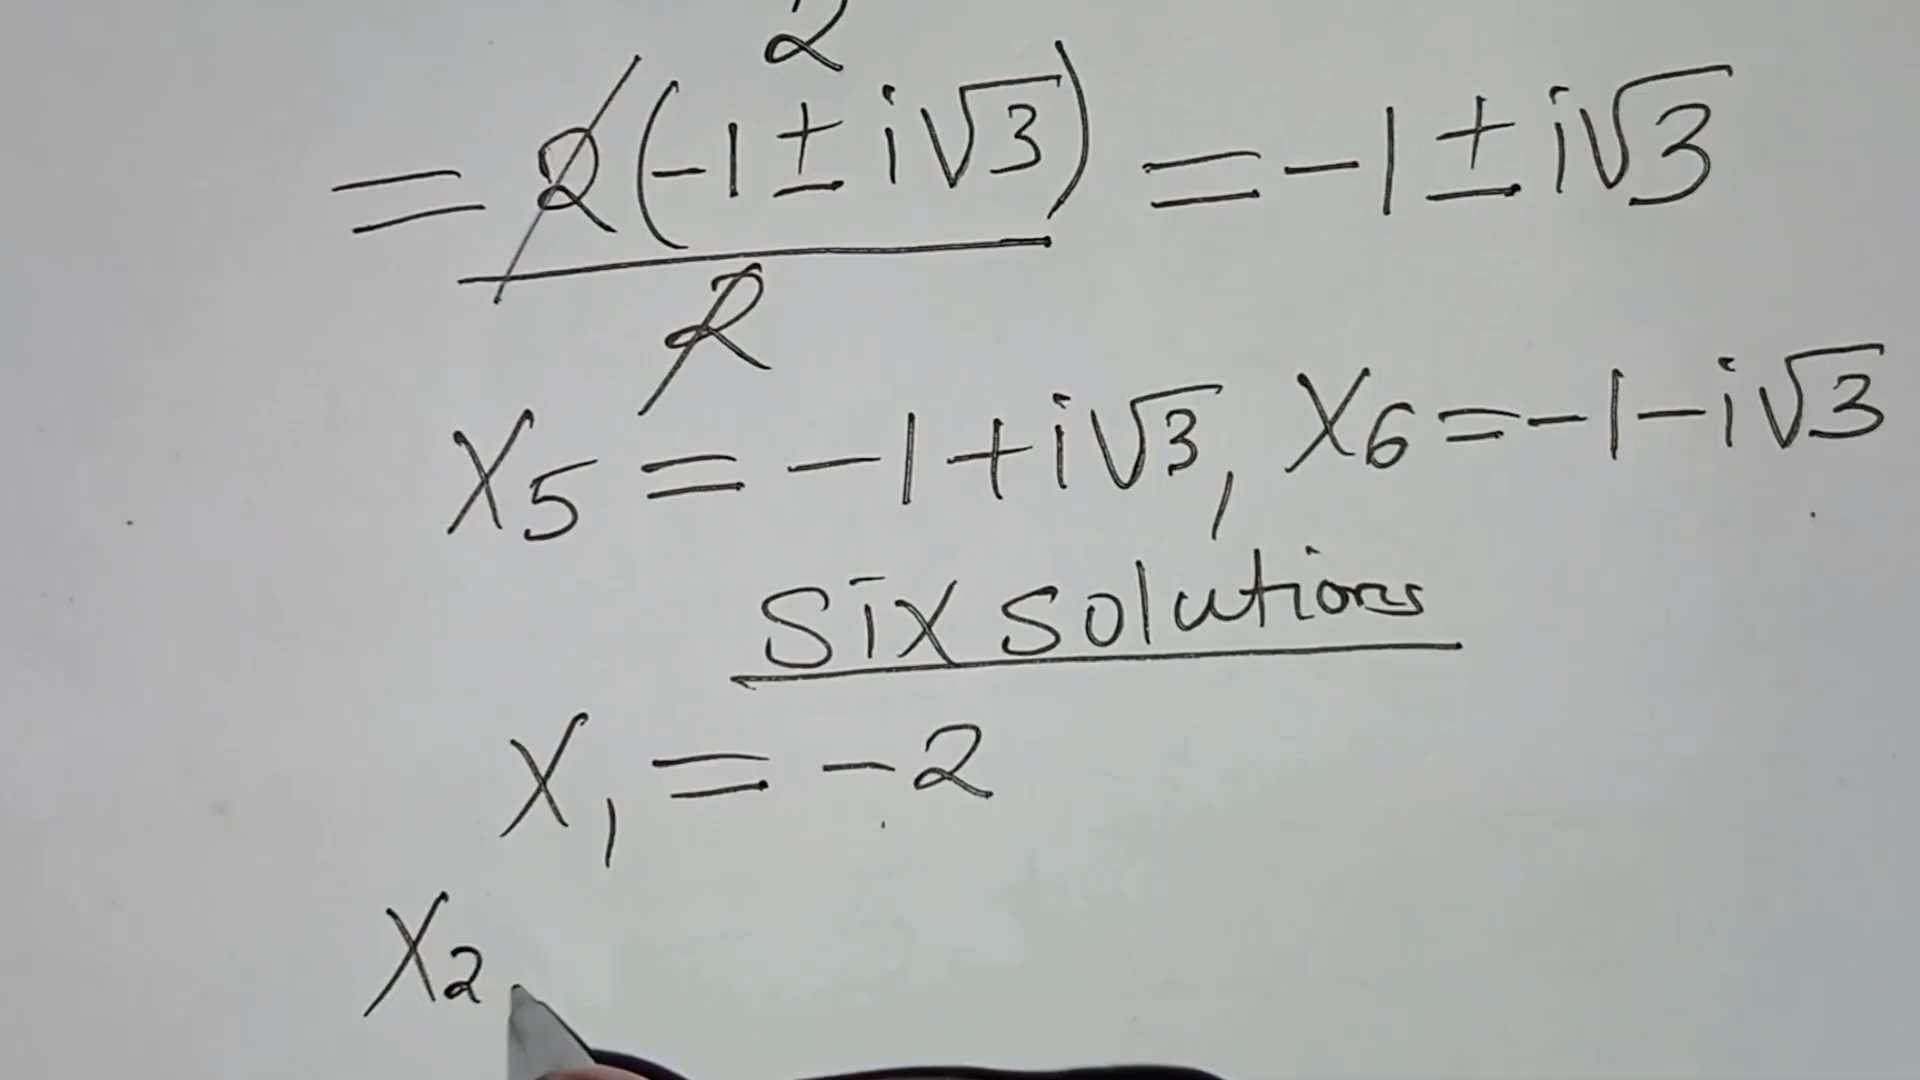 2
= 2(-1 ± i√3) = -1 ± i√3
2
X5 = -1 + i√3, X6 = -1 - i√3
Six solutions
X1 = -2
X2